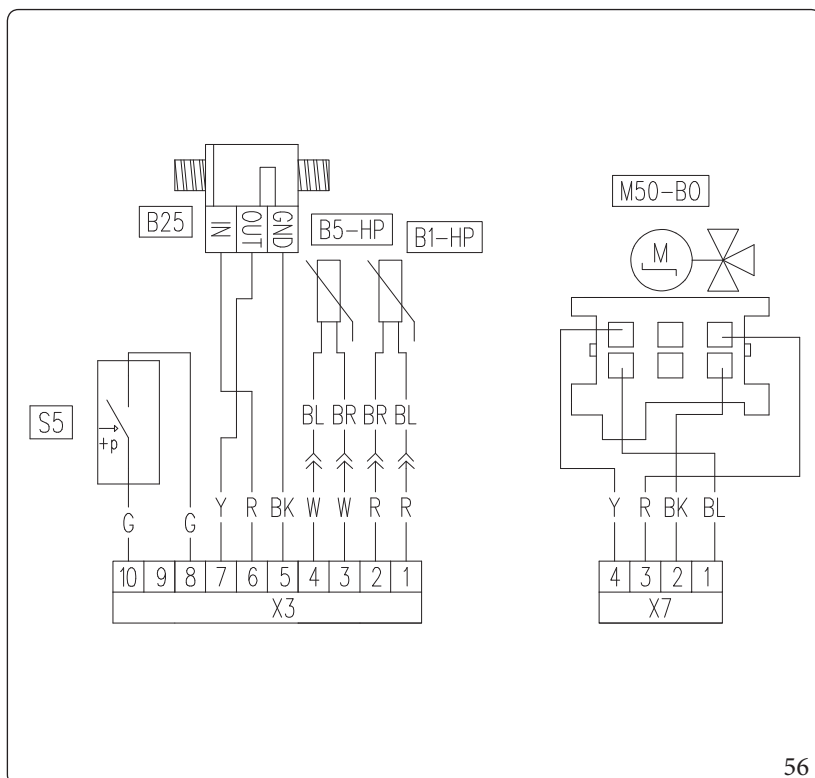 M50-BO
B25
IN OUT GND
B5-HP
B1-HP
M
S5
+p
BL BR BR BL
G G Y R BK W W R R
Y R BK BL
10 9 8 7 6 5 4 3 2 1
X3
4 3 2 1
X7
56